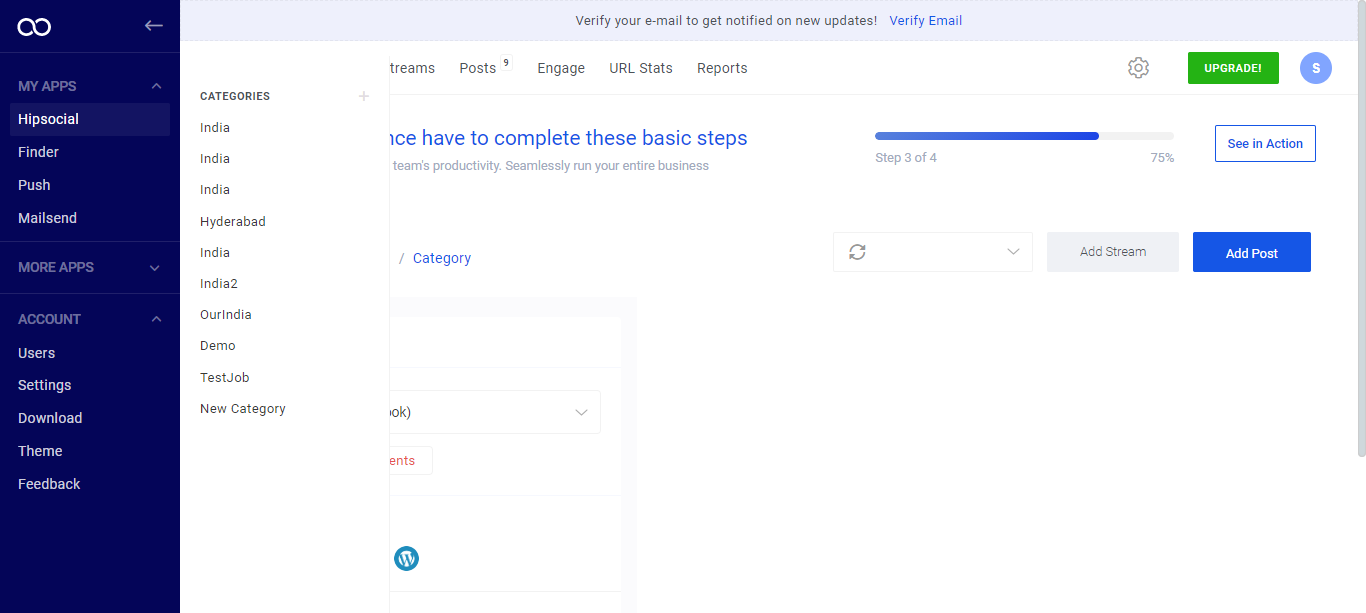 Verify your e-mail to get notified on new updates! Verify Email
MY APPS
Hipsocial
Finder
Push
Mailsend
MORE APPS
ACCOUNT
Users
Settings
Download
Theme
Feedback
CATEGORIES +
India
India
India
Hyderabad
India
India2
OurIndia
Demo
TestJob
New Category
treams Posts 9 Engage URL Stats Reports
UPGRADE! S
nce have to complete these basic steps
team's productivity. Seamlessly run your entire business
Step 3 of 4 75%
See in Action
/ Category
Add Stream Add Post
ook)
ents